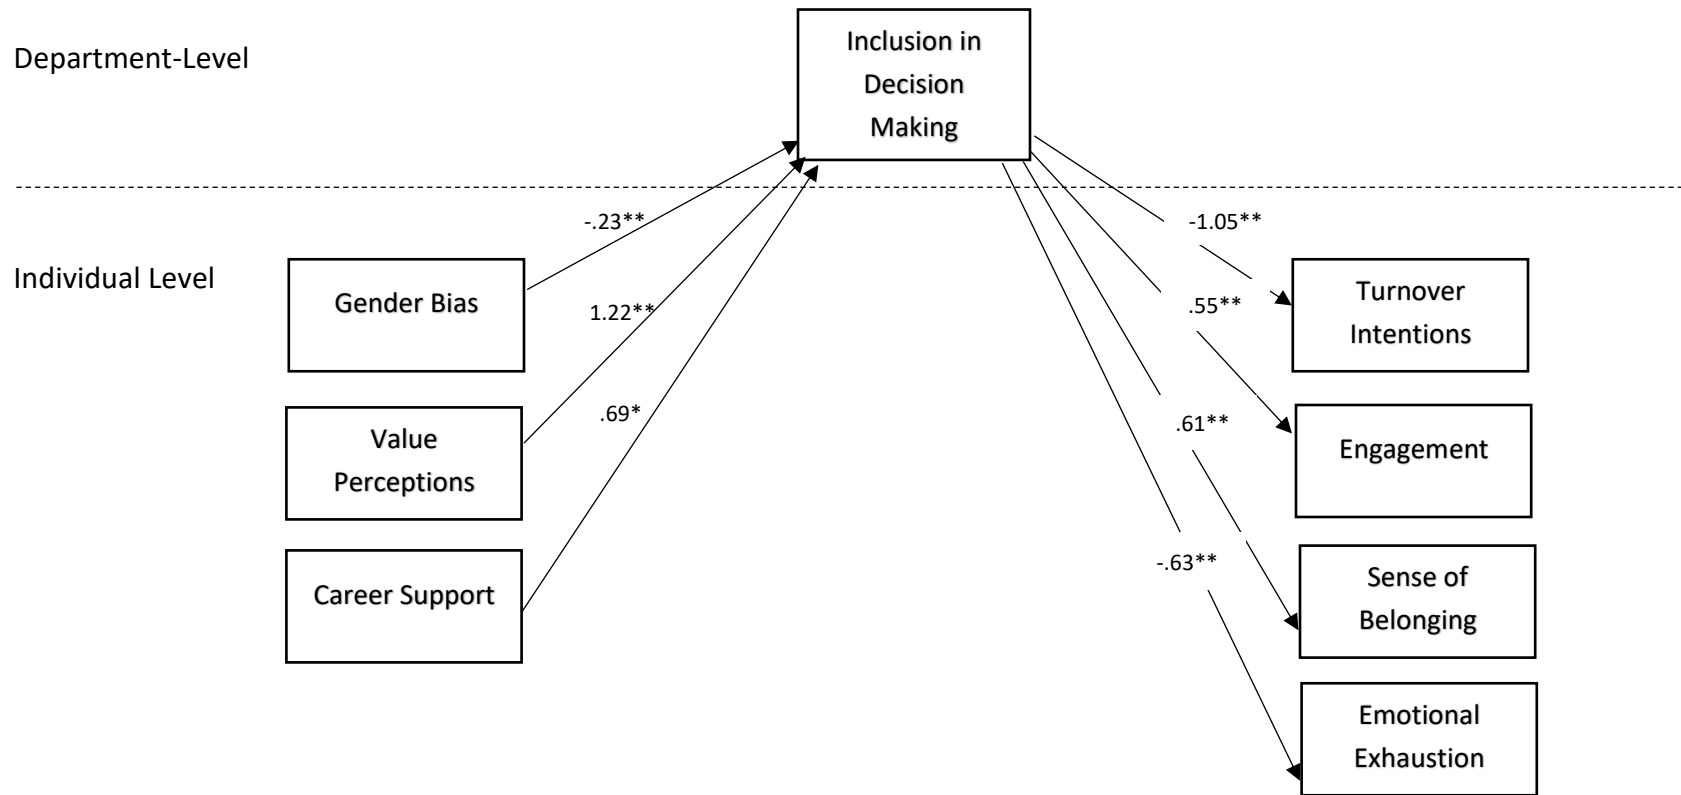 Department-Level
Inclusion in
Decision
Making
-.23**
-1.05**
Individual Level
Gender Bias
1.22**
.55**
Turnover
Intentions
Value
Perceptions
.69*
.61**
Engagement
Career Support
-.63**
Sense of
Belonging
Emotional
Exhaustion